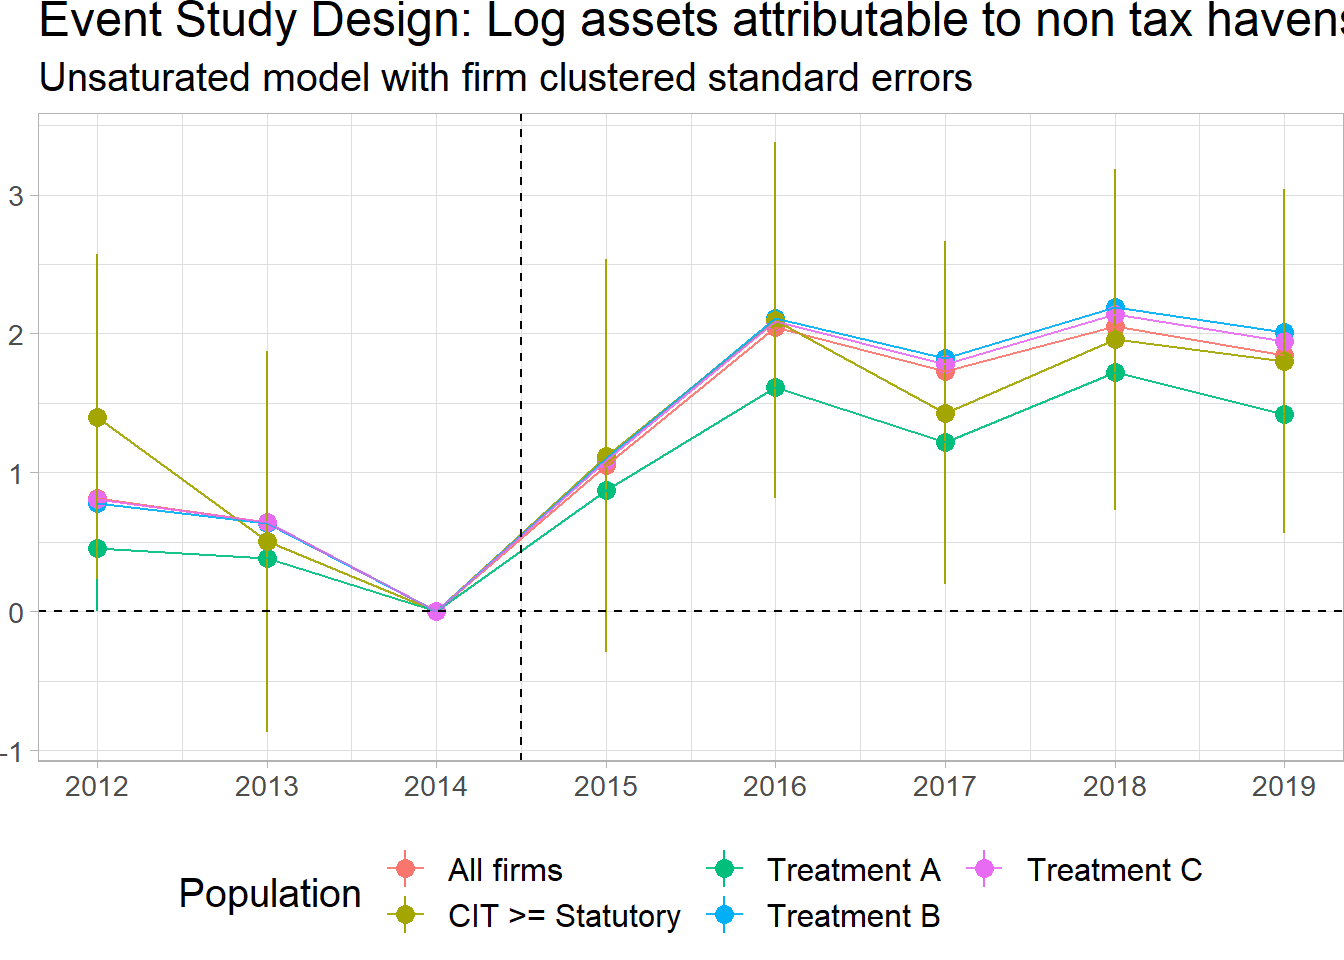 Event Study Design: Log assets attributable to non tax havens
Unsaturated model with firm clustered standard errors
3
2
1
0
-1
2012 2013 2014 2015 2016 2017 2018 2019
Population
All firms Treatment A Treatment C
CIT >= Statutory Treatment B